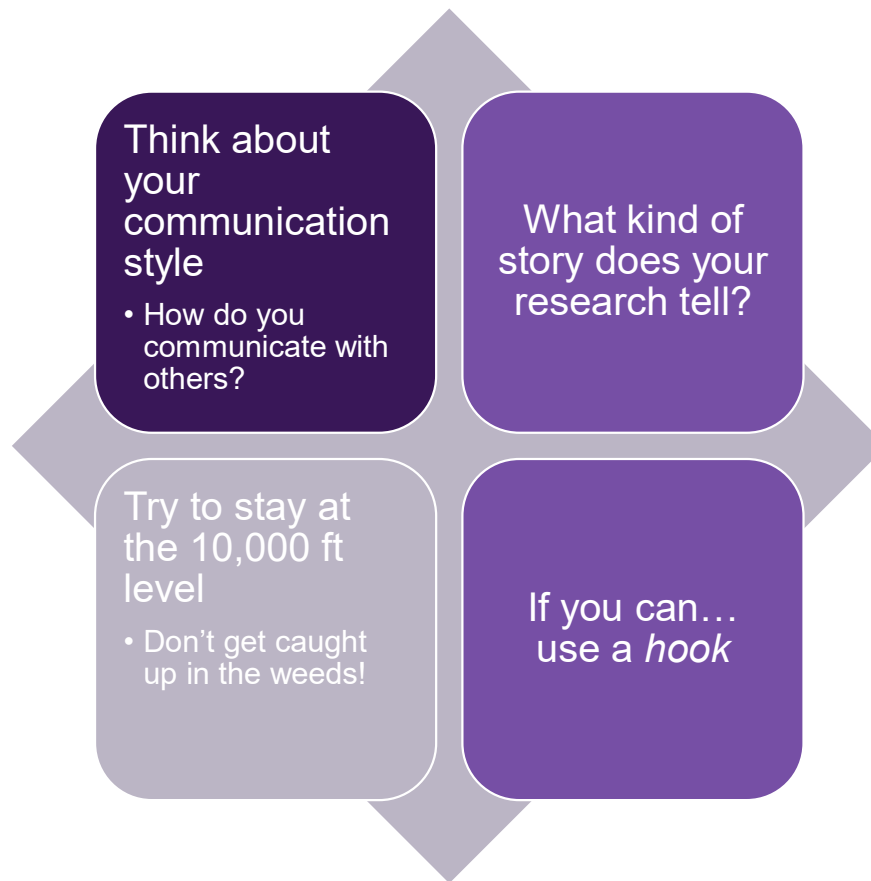 Think about
your
communication
style
• How do you
communicate with
others?
What kind of
story does your
research tell?
Try to stay at
the 10,000 ft
level
• Don’t get caught
up in the weeds!
If you can…
use a hook